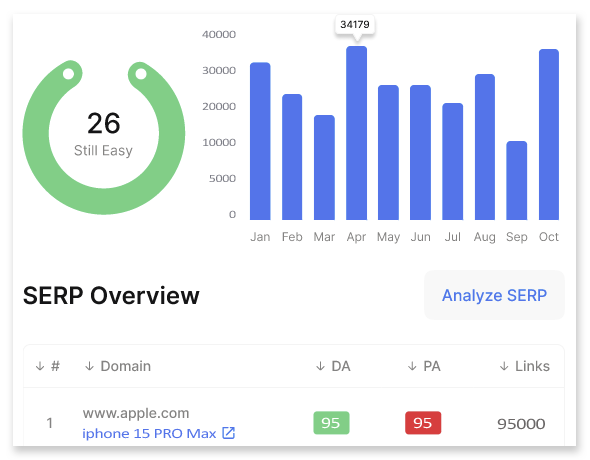 34179
40000
30000
20000
10000
5000
0
26
Still Easy
Jan Feb Mar Apr May Jun Jul Aug Sep Oct
SERP Overview
Analyze SERP
↓ # ↓ Domain ↓ DA ↓ PA ↓ Links
1 www.apple.com 95 95 95000
iphone 15 PRO Max